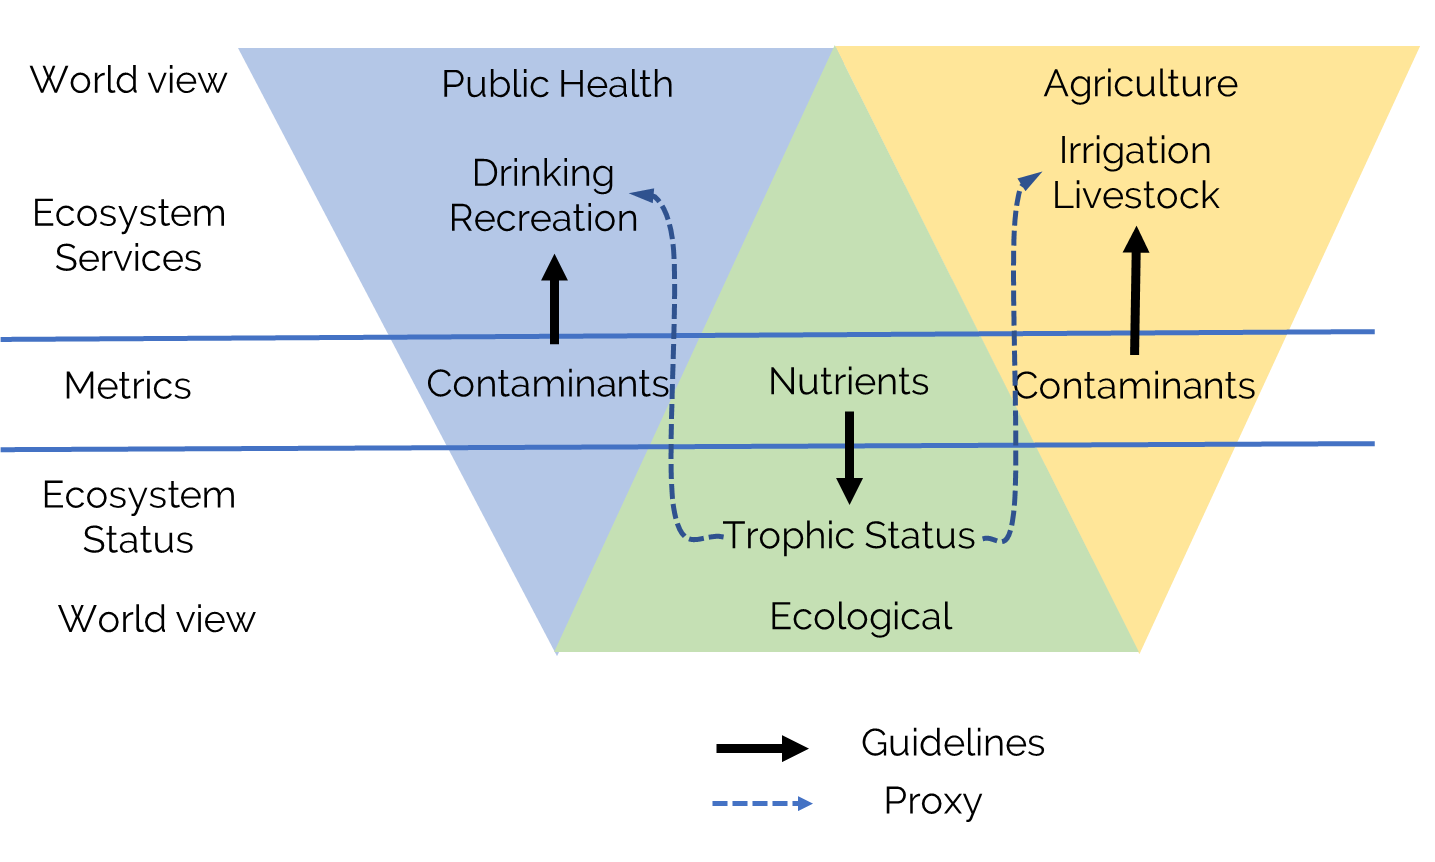 World view
Public Health
Agriculture
Ecosystem
Services
Drinking
Recreation
Irrigation
Livestock
Metrics
Contaminants
Nutrients
Contaminants
Ecosystem
Status
Trophic Status
World view
Ecological
Guidelines
Proxy